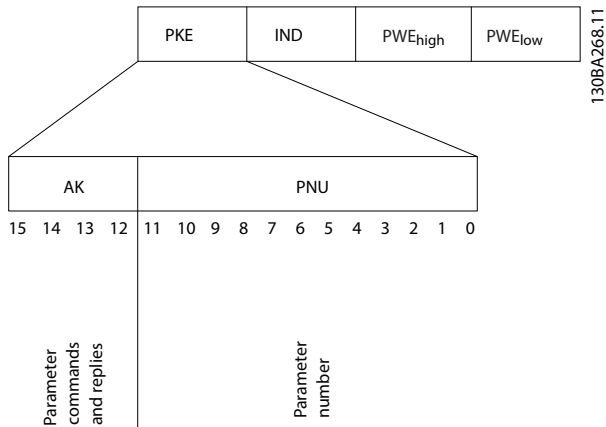 PKE IND PWEhigh PWElow
130BA268.11
AK PNU
15 14 13 12 11 10 9 8 7 6 5 4 3 2 1 0
Parameter
commands
and replies
Parameter
number